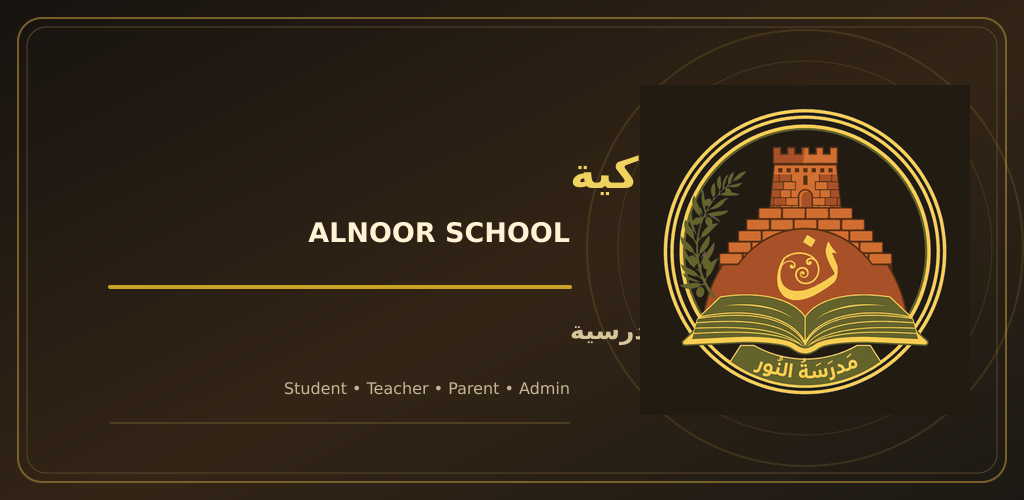 كية
ALNOOR SCHOOL
درسية
Student • Teacher • Parent • Admin
ن
مَدرَسَةُ النُور